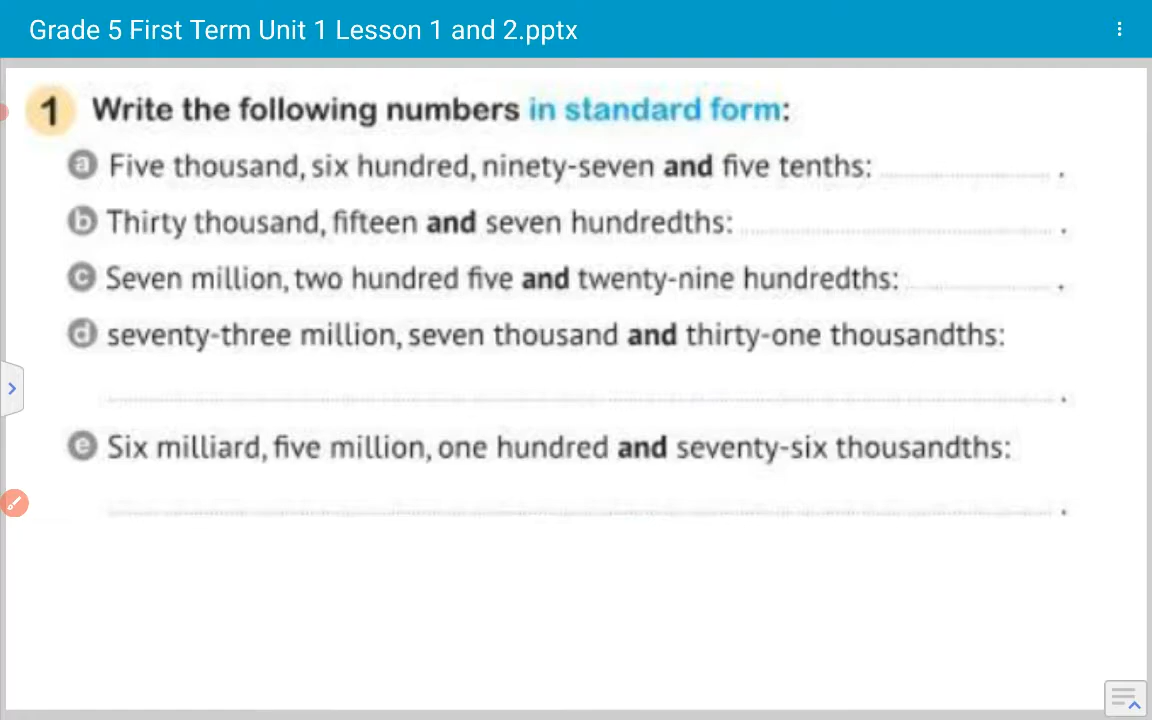 Grade 5 First Term Unit 1 Lesson 1 and 2.pptx
1 Write the following numbers in standard form:
a Five thousand, six hundred, ninety-seven and five tenths: .
b Thirty thousand, fifteen and seven hundredths: .
c Seven million, two hundred five and twenty-nine hundredths: .
d seventy-three million, seven thousand and thirty-one thousandths:
.
e Six milliard, five million, one hundred and seventy-six thousandths:
.